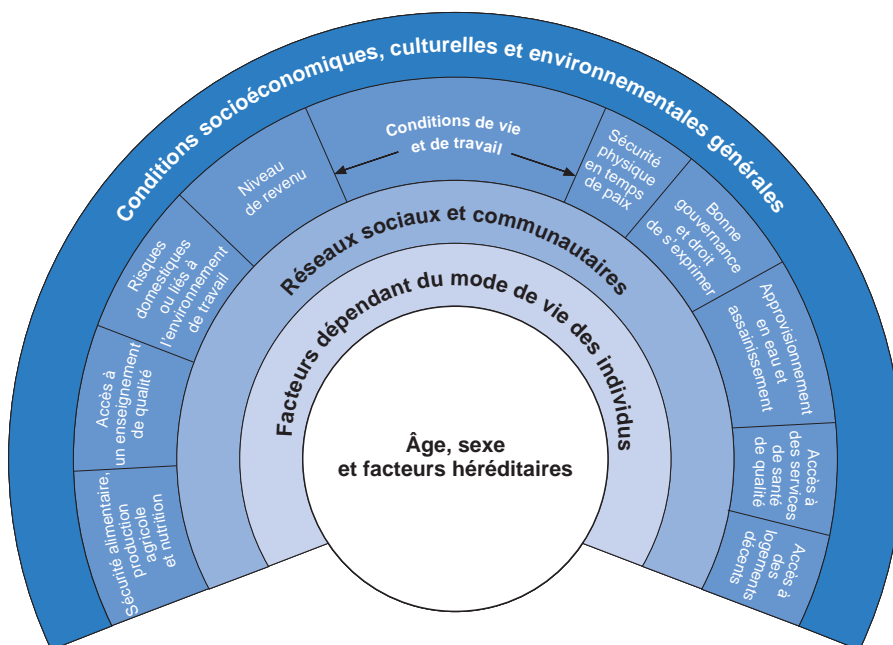 Conditions socioéconomiques, culturelles et environnementales générales
Conditions de vie
et de travail
Niveau
de revenu
Risques
domestiques
ou liés à
l'environnement
de travail
Accès à
un enseignement
de qualité
Sécurité alimentaire,
production
agricole
et nutrition
Sécurité
physique
en temps
de paix
Bonne
gouvernance
et droit
de s'exprimer
Approvisionnement
en eau et
assainissement
Accès à
des services
de santé
de qualité
Accès à
des
logements
décents
Réseaux sociaux et communautaires
Facteurs dépendant du mode de vie des individus
Âge, sexe
et facteurs héréditaires